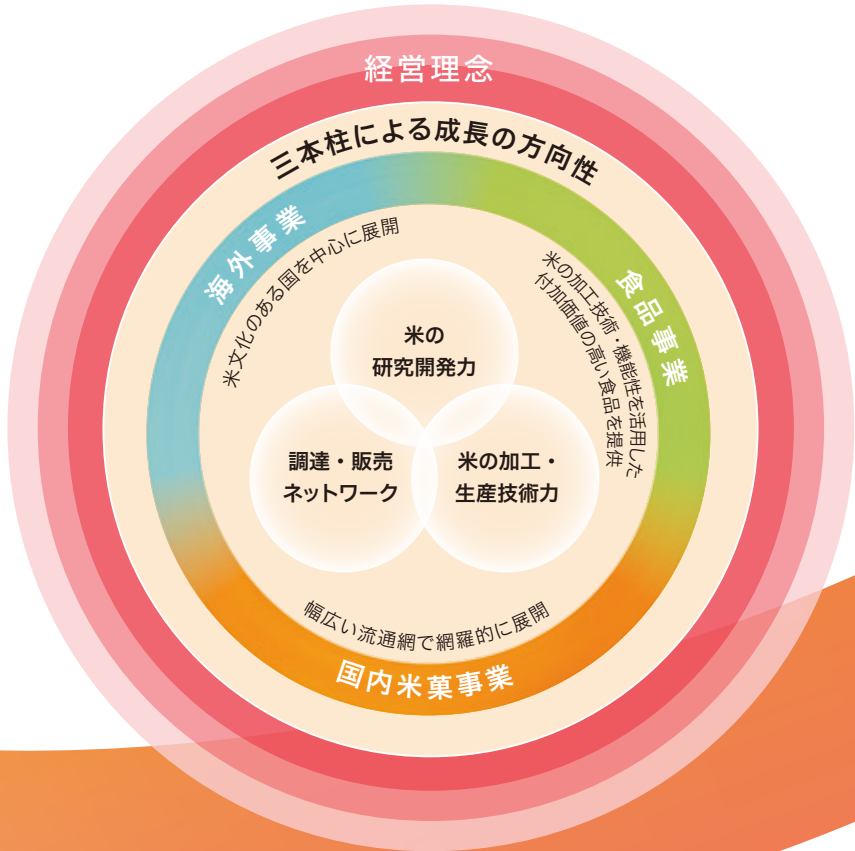 経営理念
三本柱による成長の方向性
海外事業
米文化のある国を中心に展開
食品事業
米の加工技術・機能性を活用した
付加価値の高い食品を提供
米の
研究開発力
調達・販売
ネットワーク
米の加工・
生産技術力
幅広い流通網で網羅的に展開
国内米菓事業